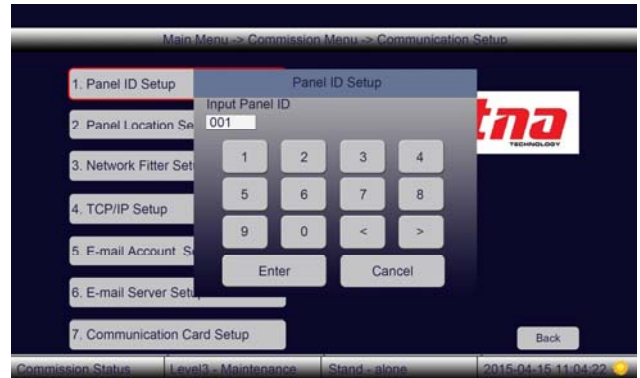 Main Menu -> Commission Menu -> Communication Setup
1. Panel ID Setup
2. Panel Location Se
3. Network Fitter Set
4. TCP/IP Setup
5. E-mail Account S
6. E-mail Server Setu
7. Communication Card Setup
Panel ID Setup
Input Panel ID
001
1 2 3 4
5 6 7 8
9 0 < >
Enter Cancel
tna
TECHNOLOGY
Back
Commission Status Level3 - Maintenance Stand - alone 2015-04-15 11:04:22